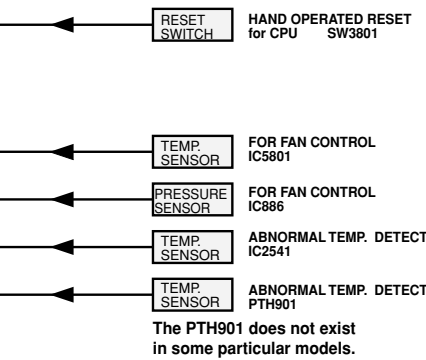 RESET
SWITCH
HAND OPERATED RESET
for CPU SW3801
TEMP.
SENSOR
FOR FAN CONTROL
IC5801
PRESSURE
SENSOR
FOR FAN CONTROL
IC886
TEMP.
SENSOR
ABNORMAL TEMP. DETECT
IC2541
TEMP.
SENSOR
ABNORMAL TEMP. DETECT
PTH901
The PTH901 does not exist
in some particular models.